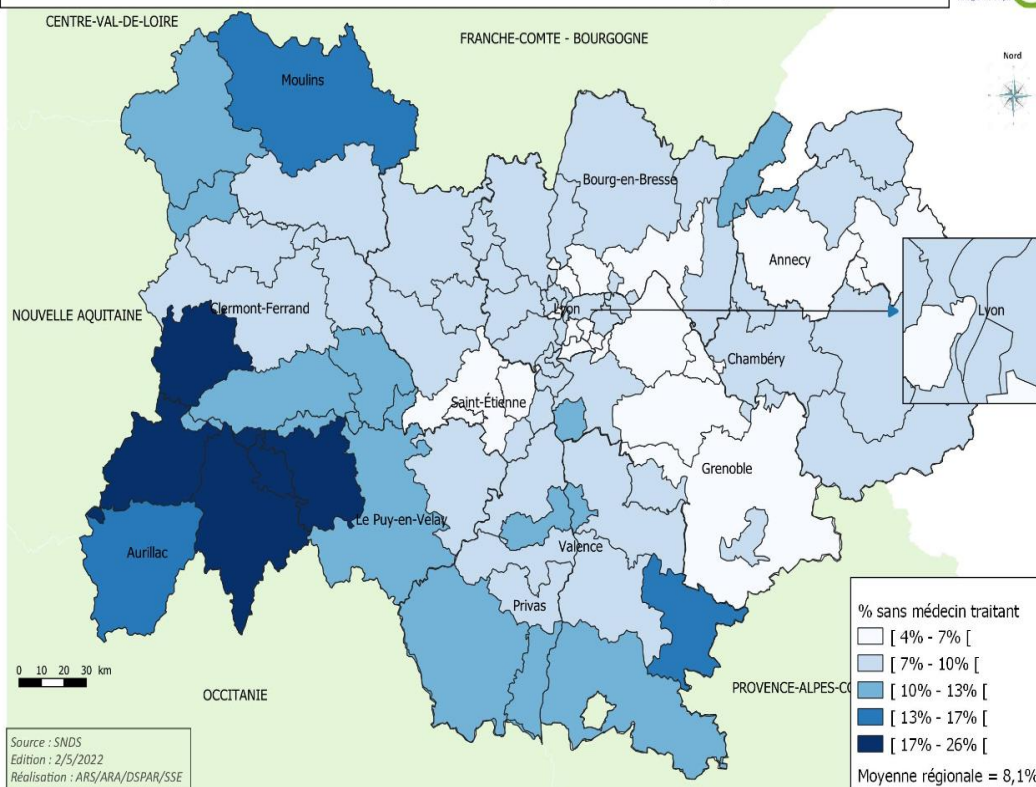 CENTRE-VAL-DE-LOIRE
FRANCHE-COMTE - BOURGOGNE
Nord
Moulins
Bourg-en-Bresse
Annecy
NOUVELLE AQUITAINE
Clermont-Ferrand
Lyon
Lyon
Chambéry
Saint-Étienne
Grenoble
Le Puy-en-Velay
Aurillac
Valence
Privas
0 10 20 30 km
OCCITANIE
PROVENCE-ALPES-CO
% sans médecin traitant
[ 4% - 7% [
[ 7% - 10% [
[ 10% - 13% [
[ 13% - 17% [
[ 17% - 26% [
Moyenne régionale = 8,1%
Source : SNDS
Edition : 2/5/2022
Réalisation : ARS/ARA/DSPAR/SSE